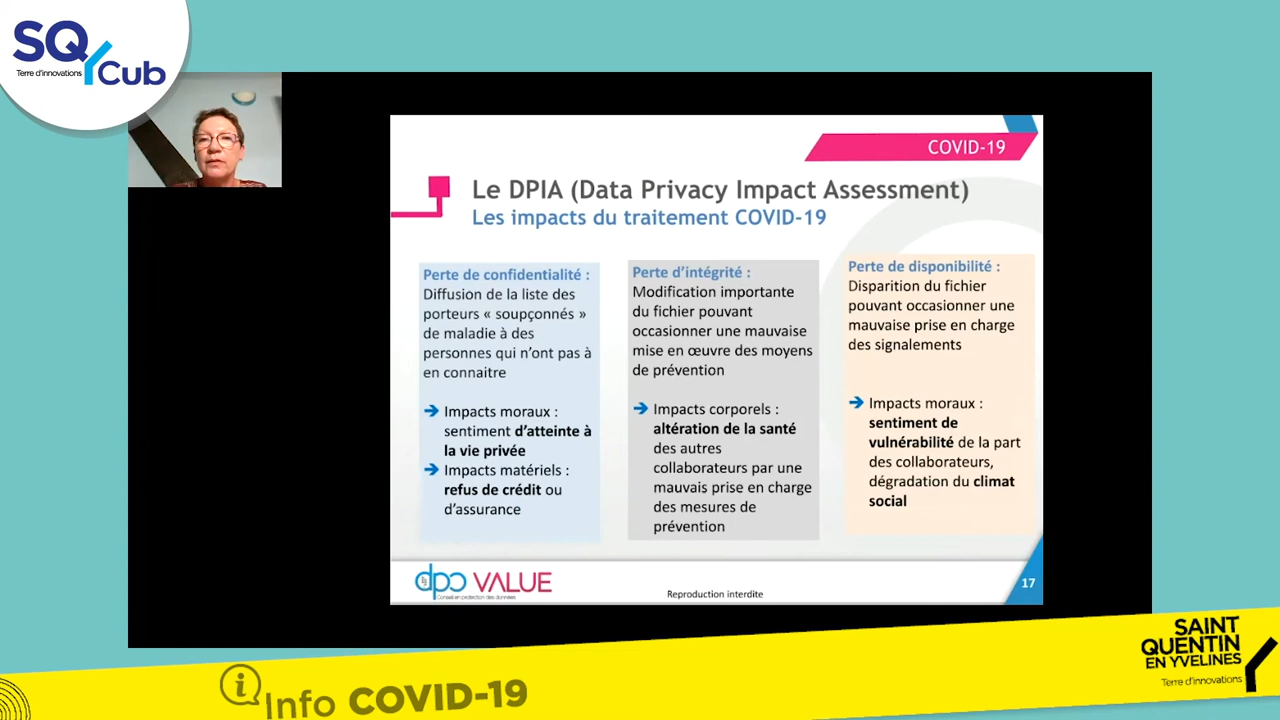 SQY Cub
Terre d'innovations
COVID-19
Le DPIA (Data Privacy Impact Assessment)
Les impacts du traitement COVID-19
Perte de confidentialité :
Diffusion de la liste des
porteurs « soupçonnés »
de maladie à des
personnes qui n'ont pas à
en connaitre
Impacts moraux :
sentiment d'atteinte à
la vie privée
Impacts matériels :
refus de crédit ou
d'assurance
Perte d'intégrité :
Modification importante
du fichier pouvant
occasionner une mauvaise
mise en œuvre des moyens
de prévention
Impacts corporels :
altération de la santé
des autres
collaborateurs par une
mauvais prise en charge
des mesures de
prévention
Perte de disponibilité :
Disparition du fichier
pouvant occasionner une
mauvaise prise en charge
des signalements
Impacts moraux :
sentiment de
vulnérabilité de la part
des collaborateurs,
dégradation du climat
social
dpo VALUE
Conseil en protection des données
Reproduction interdite
17
Info COVID-19
SAINT
QUENTIN
EN YVELINES
Terre d'innovations